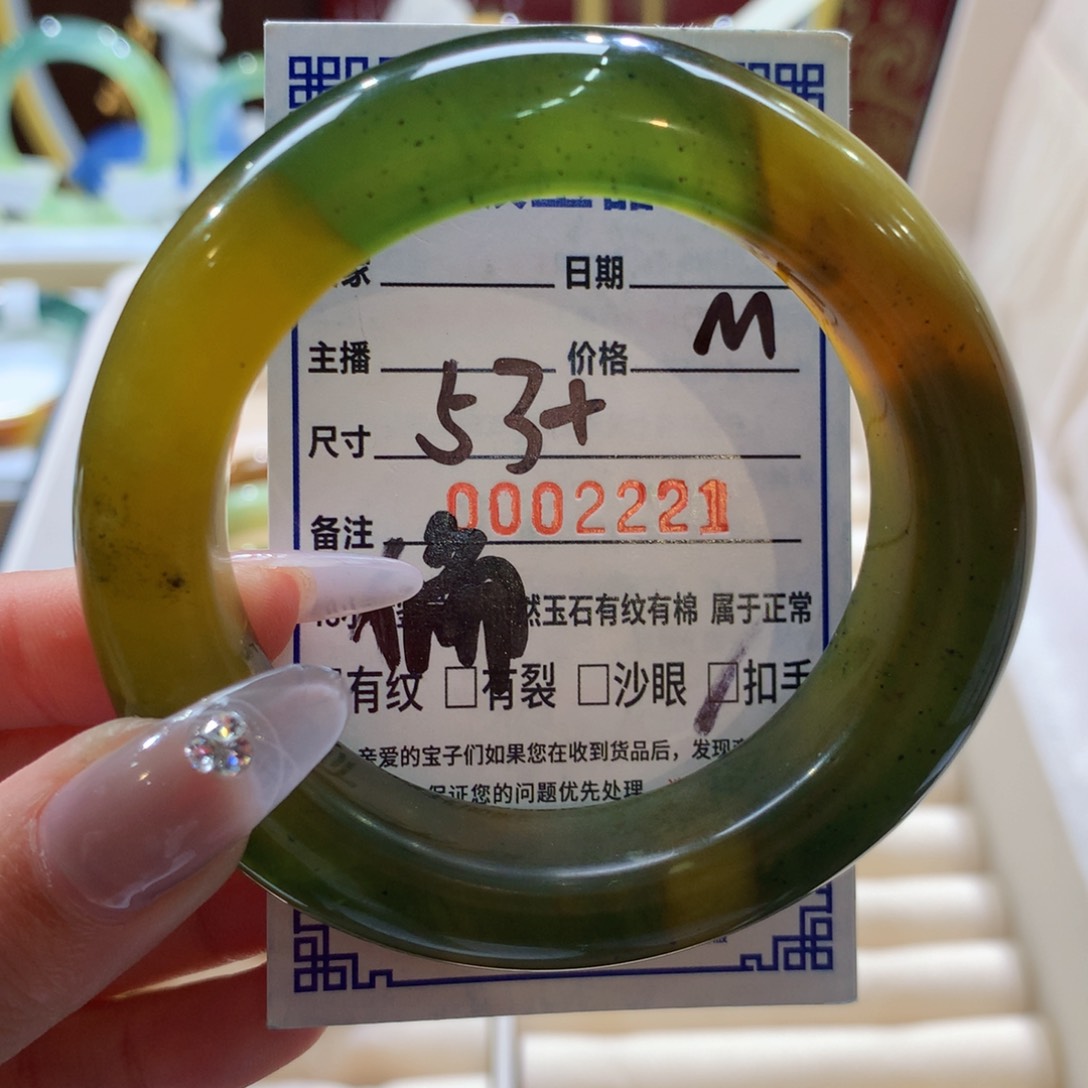 家 日期
M
主播 价格
53+
尺寸
0002221
备注
然玉石有纹有棉 属于正常
有纹 □有裂 □沙眼 □扣手
亲爱的宝子们如果您在收到货品后，发现
保证您的问题优先处理